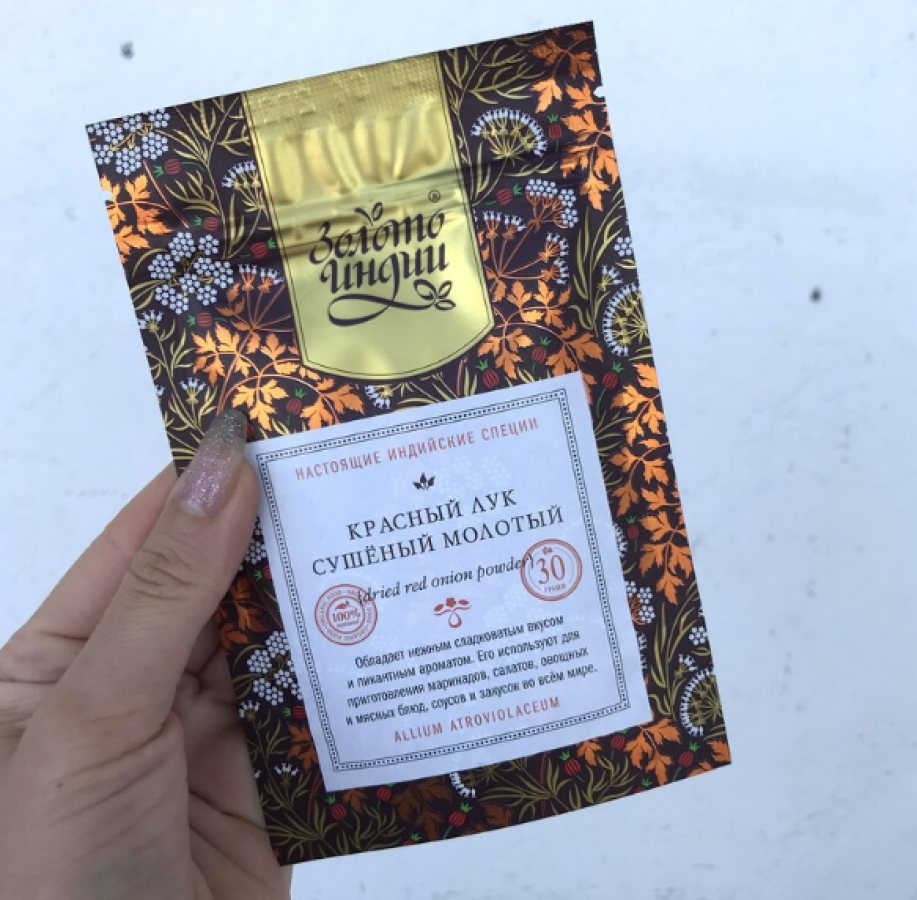 Золото
индии
®
НАСТОЯЩИЕ ИНДИЙСКИЕ СПЕЦИИ
КРАСНЫЙ ЛУК
СУШЁНЫЙ МОЛОТЫЙ
(dried red onion powder)
30
ГРАММ
100%
Обладает нежным сладковатым вкусом
и пикантным ароматом. Его используют для
приготовления маринадов, салатов, овощных
и мясных блюд, соусов и закусок во всём мире.
ALLIUM ATROVIOLACEUM